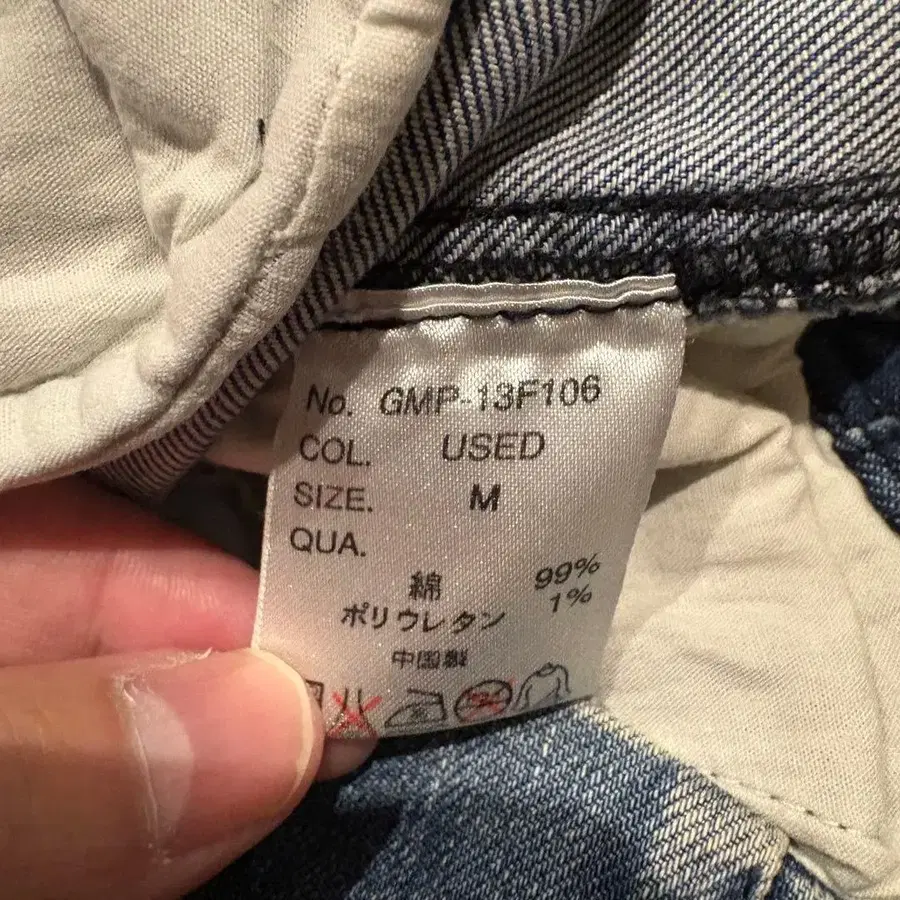 No. GMP-13F106
COL. USED
SIZE. M
QUA.
綿 99%
ポリウレタン 1%
中国製